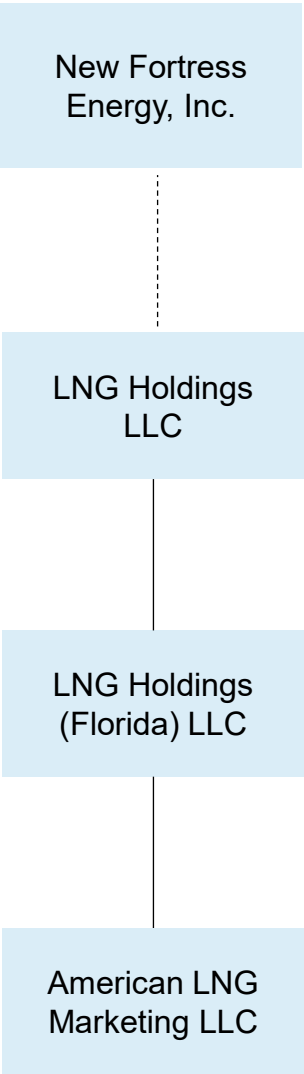 New Fortress
Energy, Inc.
LNG Holdings
LLC
LNG Holdings
(Florida) LLC
American LNG
Marketing LLC